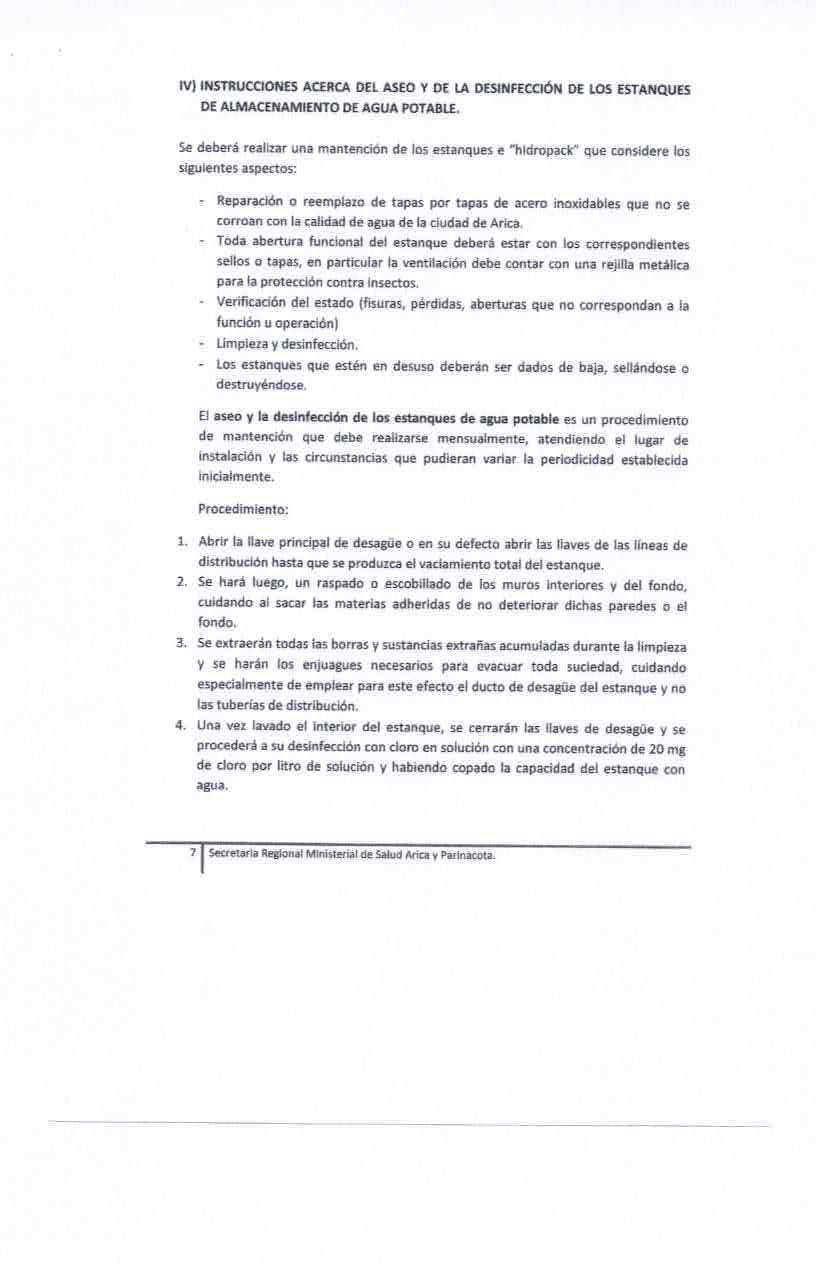 IV) INSTRUCCIONES ACERCA DEL ASEO Y DE LA DESINFECCIÓN DE LOS ESTANQUES
DE ALMACENAMIENTO DE AGUA POTABLE.
Se deberá realizar una mantención de los estanques e "hidropack" que considere los
siguientes aspectos:
- Reparación o reemplazo de tapas por tapas de acero inoxidables que no se
corroan con la calidad de agua de la ciudad de Arica.
- Toda abertura funcional del estanque deberá estar con los correspondientes
sellos o tapas, en particular la ventilación debe contar con una rejilla metálica
para la protección contra insectos.
- Verificación del estado (fisuras, pérdidas, aberturas que no correspondan a la
función u operación)
- Limpieza y desinfección.
- Los estanques que estén en desuso deberán ser dados de baja, sellándose o
destruyéndose.
El aseo y la desinfección de los estanques de agua potable es un procedimiento
de mantención que debe realizarse mensualmente, atendiendo el lugar de
instalación y las circunstancias que pudieran variar la periodicidad establecida
inicialmente.
Procedimiento:
1. Abrir la llave principal de desagüe o en su defecto abrir las llaves de las líneas de
distribución hasta que se produzca el vaciamiento total del estanque.
2. Se hará luego, un raspado o escobillado de los muros interiores y del fondo,
cuidando al sacar las materias adheridas de no deteriorar dichas paredes o el
fondo.
3. Se extraerán todas las borras y sustancias extrañas acumuladas durante la limpieza
y se harán los enjuagues necesarios para evacuar toda suciedad, cuidando
especialmente de emplear para este efecto el ducto de desagüe del estanque y no
las tuberías de distribución.
4. Una vez lavado el interior del estanque, se cerrarán las llaves de desagüe y se
procederá a su desinfección con cloro en solución con una concentración de 20 mg
de cloro por litro de solución y habiendo copado la capacidad del estanque con
agua.
7 Secretaria Regional Ministerial de Salud Arica y Parinacota.